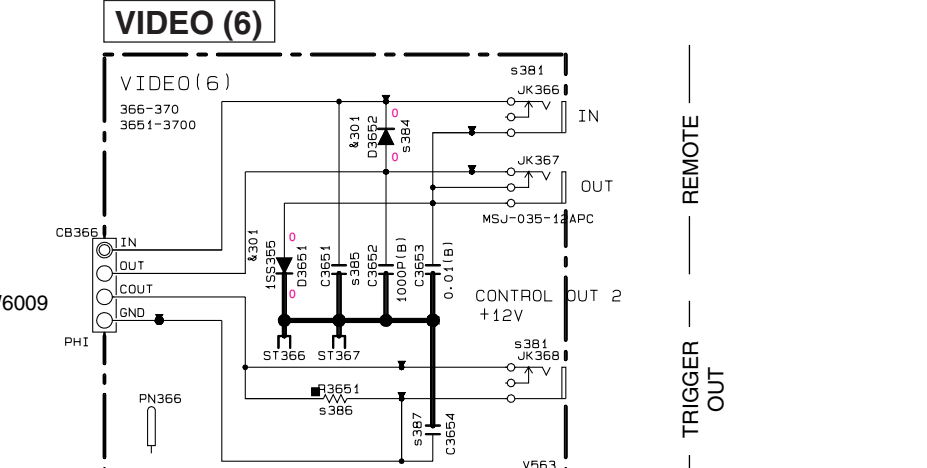 VIDEO (6)
VIDEO(6)
366-370
3651-3700
s381
JK366
IN
&301
D3652
s384
0
0
JK367
OUT
MSJ-035-12APC
REMOTE
CB366
IN
OUT
COUT
GND
PHI
&301
1SS355
D3651
0
0
C3651
s385
C3652
1000P(B)
C3653
0.01(B)
CONTROL OUT 2
+12V
/6009
ST366
ST367
s381
JK368
R3651
s386
s387
C3654
PN366
TRIGGER
OUT
V563